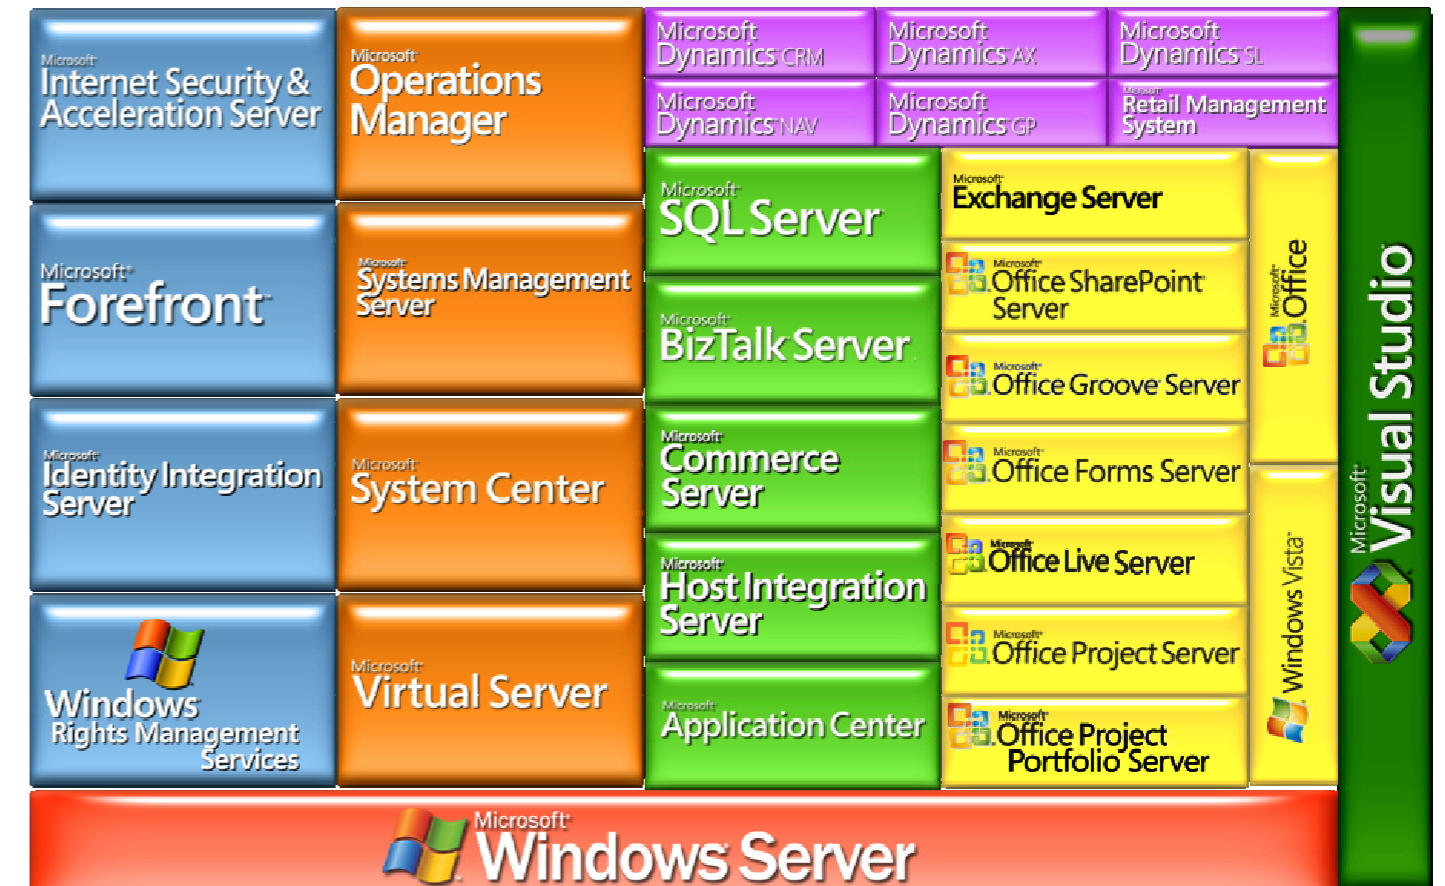 Microsoft
Internet Security &
Acceleration Server
Microsoft
Forefront
Microsoft
Identity Integration
Server
Windows
Rights Management
Services
Microsoft
Operations
Manager
Microsoft
Systems Management
Server
Microsoft
System Center
Microsoft
Virtual Server
Microsoft
Dynamics CRM
Microsoft
Dynamics AX
Microsoft
Dynamics SL
Microsoft
Dynamics NAV
Microsoft
Dynamics GP
Microsoft
Retail Management
System
Microsoft
SQL Server
Microsoft
BizTalk Server
Microsoft
Commerce
Server
Microsoft
Host Integration
Server
Microsoft
Application Center
Microsoft
Exchange Server
Microsoft
Office SharePoint
Server
Microsoft
Office Groove Server
Microsoft
Office Forms Server
Microsoft
Office Live Server
Microsoft
Office Project Server
Microsoft
Office Project
Portfolio Server
Microsoft
Office
Windows Vista
Microsoft
Visual Studio
Microsoft
Windows Server